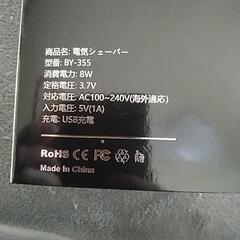 商品名: 電気シェーバー
型番: BY-355
消費電力: 8W
定格電圧: 3.7V
対応電圧: AC100~240V(海外適応)
入力電圧: 5V(1A)
充電: USB充電
RoHS CE FC
Made In China